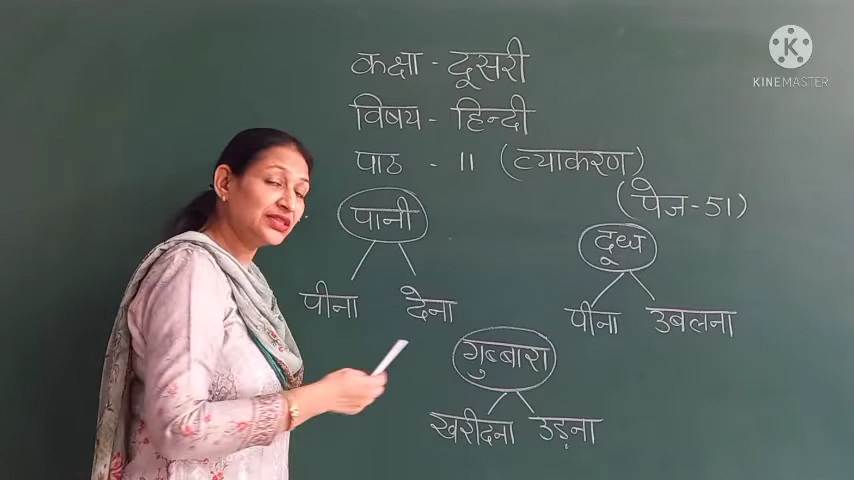 कक्षा - दूसरी
विषय - हिन्दी
पाठ - 11 (व्याकरण)
(पेज-51)
पानी
पीना देना
दूध
पीना उबलना
गुब्बारा
खरीदना उड़ना
KINEMASTER